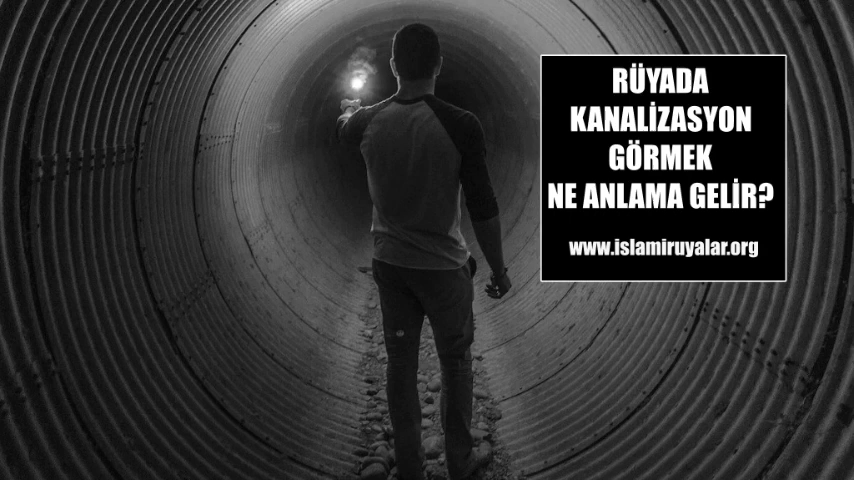 RÜYADA
KANALİZASYON
GÖRMEK
NE ANLAMA GELİR?
www.islamiruyalar.org